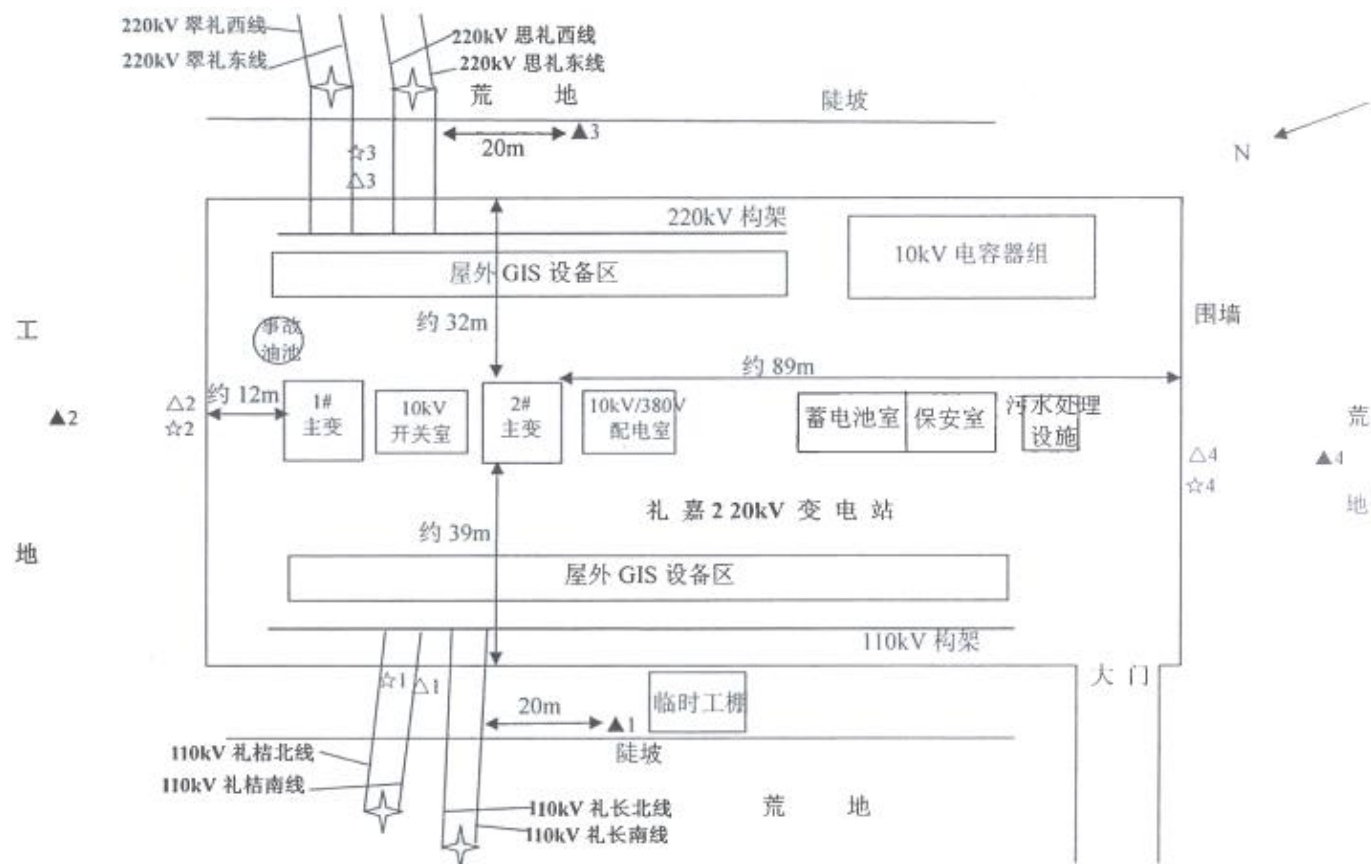 220kV 翠礼西线
220kV 翠礼东线
220kV 思礼西线
220kV 思礼东线
荒 地
陡坡
▲3
20m
N
☆3
△3
220kV 构架
10kV 电容器组
屋外 GIS 设备区
围墙
工
地
事故
油池
约 32m
约 12m
约 89m
▲2
△2
☆2
1#
主变
10kV
开关室
2#
主变
10kV/380V
配电室
蓄电池室
保安室
污水处理
设施
荒
地
△4
☆4
▲4
礼 嘉 2 20kV 变 电 站
约 39m
屋外 GIS 设备区
110kV 构架
大 门
☆1
△1
20m
▲1
临时工棚
陡坡
110kV 礼桔北线
110kV 礼桔南线
110kV 礼长北线
110kV 礼长南线
荒 地